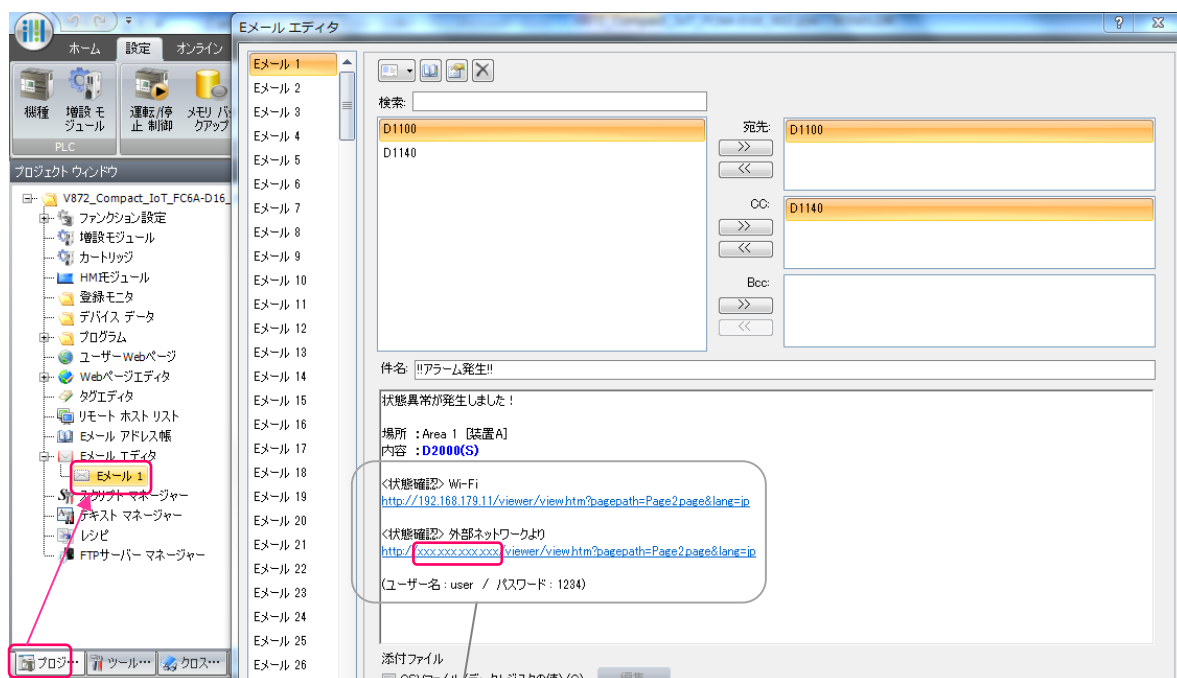 Eメール エディタ
ホーム 設定 オンライン
機種 増設モジュール 運転/停止 制御 メモリ バックアップ
PLC
プロジェクト ウィンドウ
V872_Compact_IoT_FC6A-D16_
ファンクション設定
増設モジュール
カートリッジ
HMIモジュール
登録モニタ
デバイス データ
プログラム
ユーザーWebページ
Webページエディタ
タグエディタ
リモート ホスト リスト
Eメール アドレス帳
Eメール エディタ
Eメール 1
スクリプト マネージャー
テキスト マネージャー
レシピ
FTPサーバー マネージャー
プロジ… ツール… クロス…
Eメール 1
Eメール 2
Eメール 3
Eメール 4
Eメール 5
Eメール 6
Eメール 7
Eメール 8
Eメール 9
Eメール 10
Eメール 11
Eメール 12
Eメール 13
Eメール 14
Eメール 15
Eメール 16
Eメール 17
Eメール 18
Eメール 19
Eメール 20
Eメール 21
Eメール 22
Eメール 23
Eメール 24
Eメール 25
Eメール 26
検索:
D1100
D1140
宛先:
>>
<<
D1100
CC:
>>
<<
D1140
Bcc:
>>
<<
件名: !!アラーム発生!!
状態異常が発生しました！
場所 :Area 1 [装置A]
内容 :D2000(S)
<状態確認> Wi-Fi
http://192.168.179.11/viewer/view.htm?pagepath=Page2.page&lang=jp
<状態確認> 外部ネットワークより
http://xxx.xxx.xxx.xxx/viewer/view.htm?pagepath=Page2.page&lang=jp
(ユーザー名 : user / パスワード : 1234)
添付ファイル
CSVファイル (データレジスタの値) (C) 編集